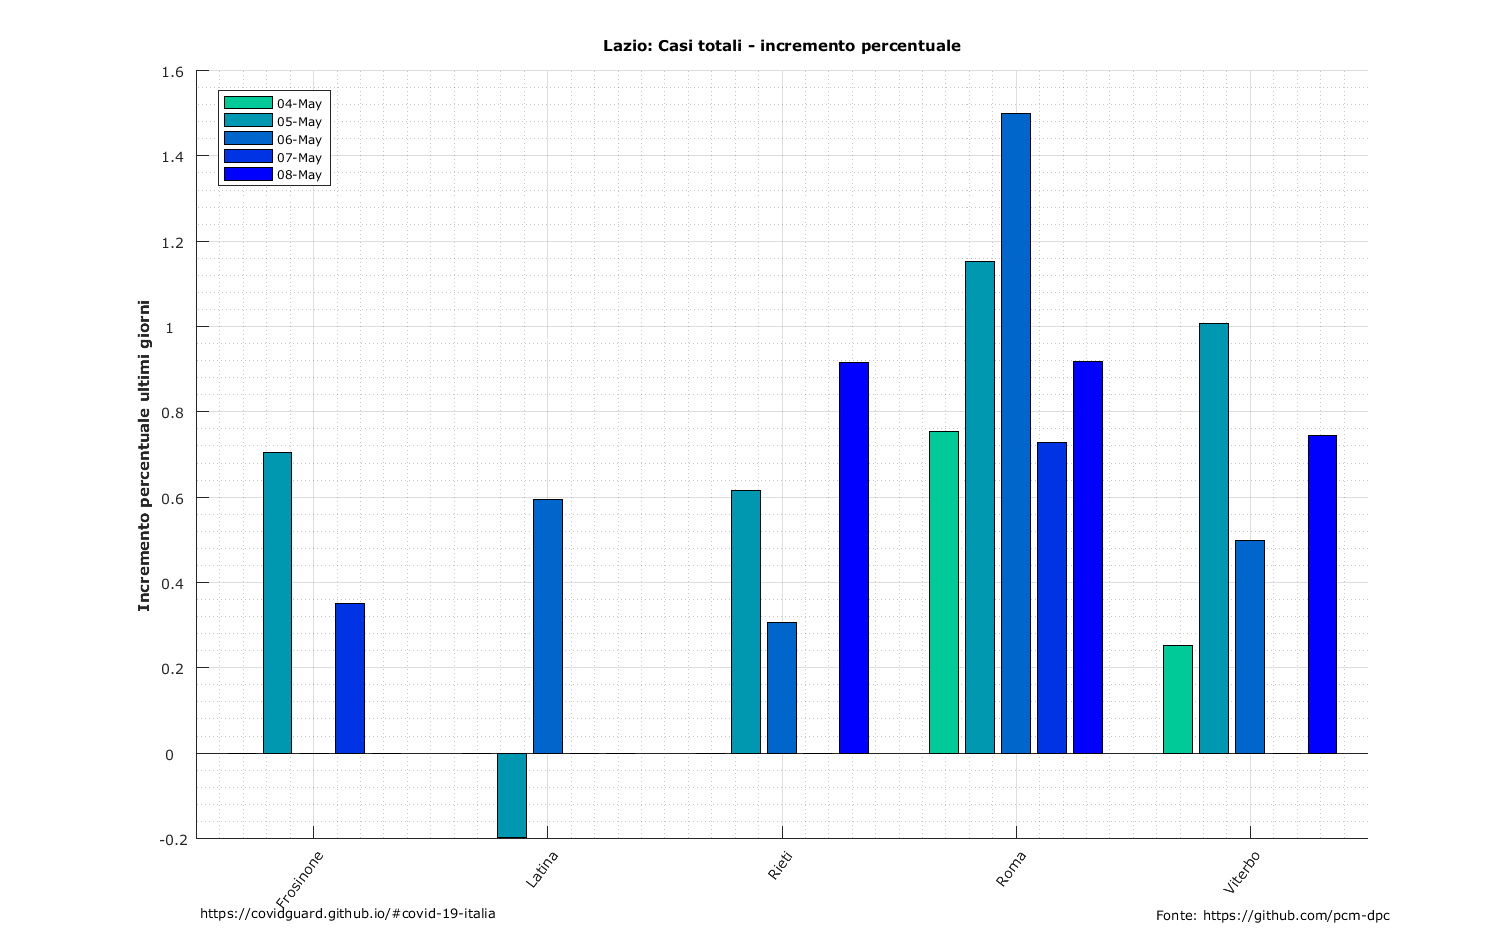 Lazio: Casi totali - incremento percentuale
1.6
1.4
1.2
1
0.8
0.6
0.4
0.2
0
-0.2
Incremento percentuale ultimi giorni
04-May
05-May
06-May
07-May
08-May
Frosinone
Latina
Rieti
Roma
Viterbo
https://covidguard.github.io/#covid-19-italia
Fonte: https://github.com/pcm-dpc